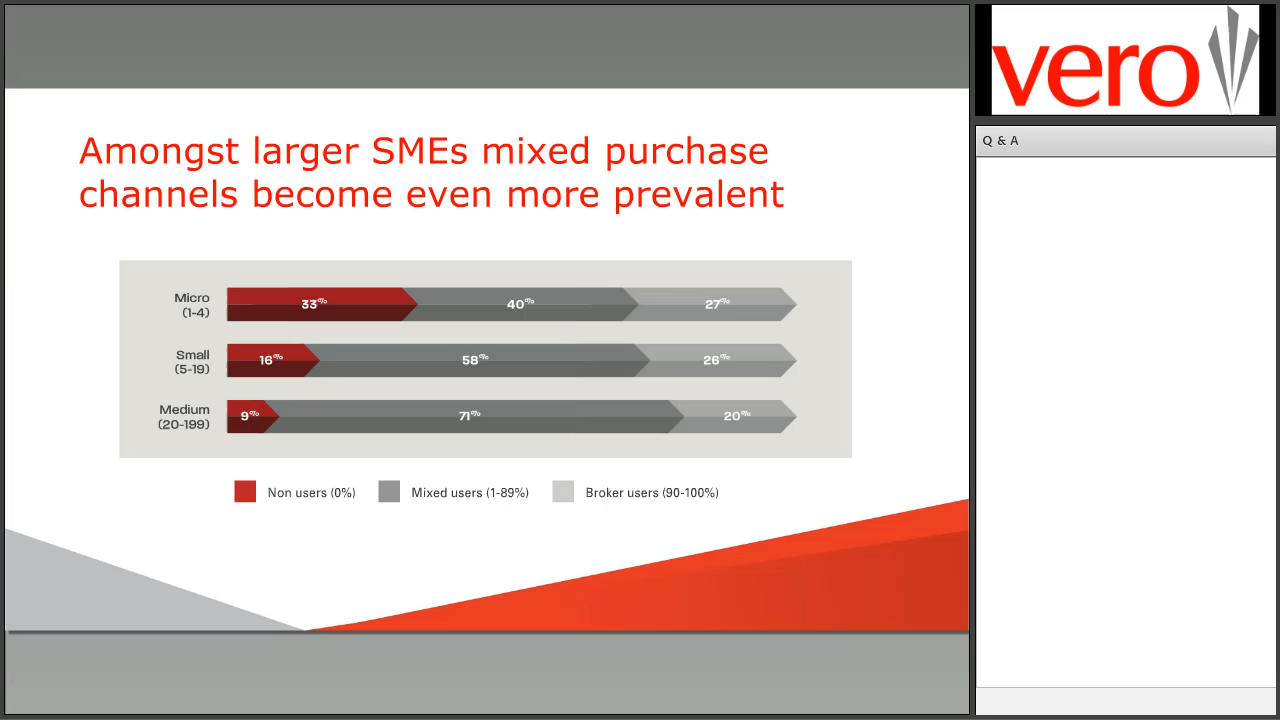 vero
Q & A
Amongst larger SMEs mixed purchase
channels become even more prevalent
Micro
(1-4)
33%
40%
27%
Small
(5-19)
16%
58%
26%
Medium
(20-199)
9%
71%
20%
Non users (0%)
Mixed users (1-89%)
Broker users (90-100%)